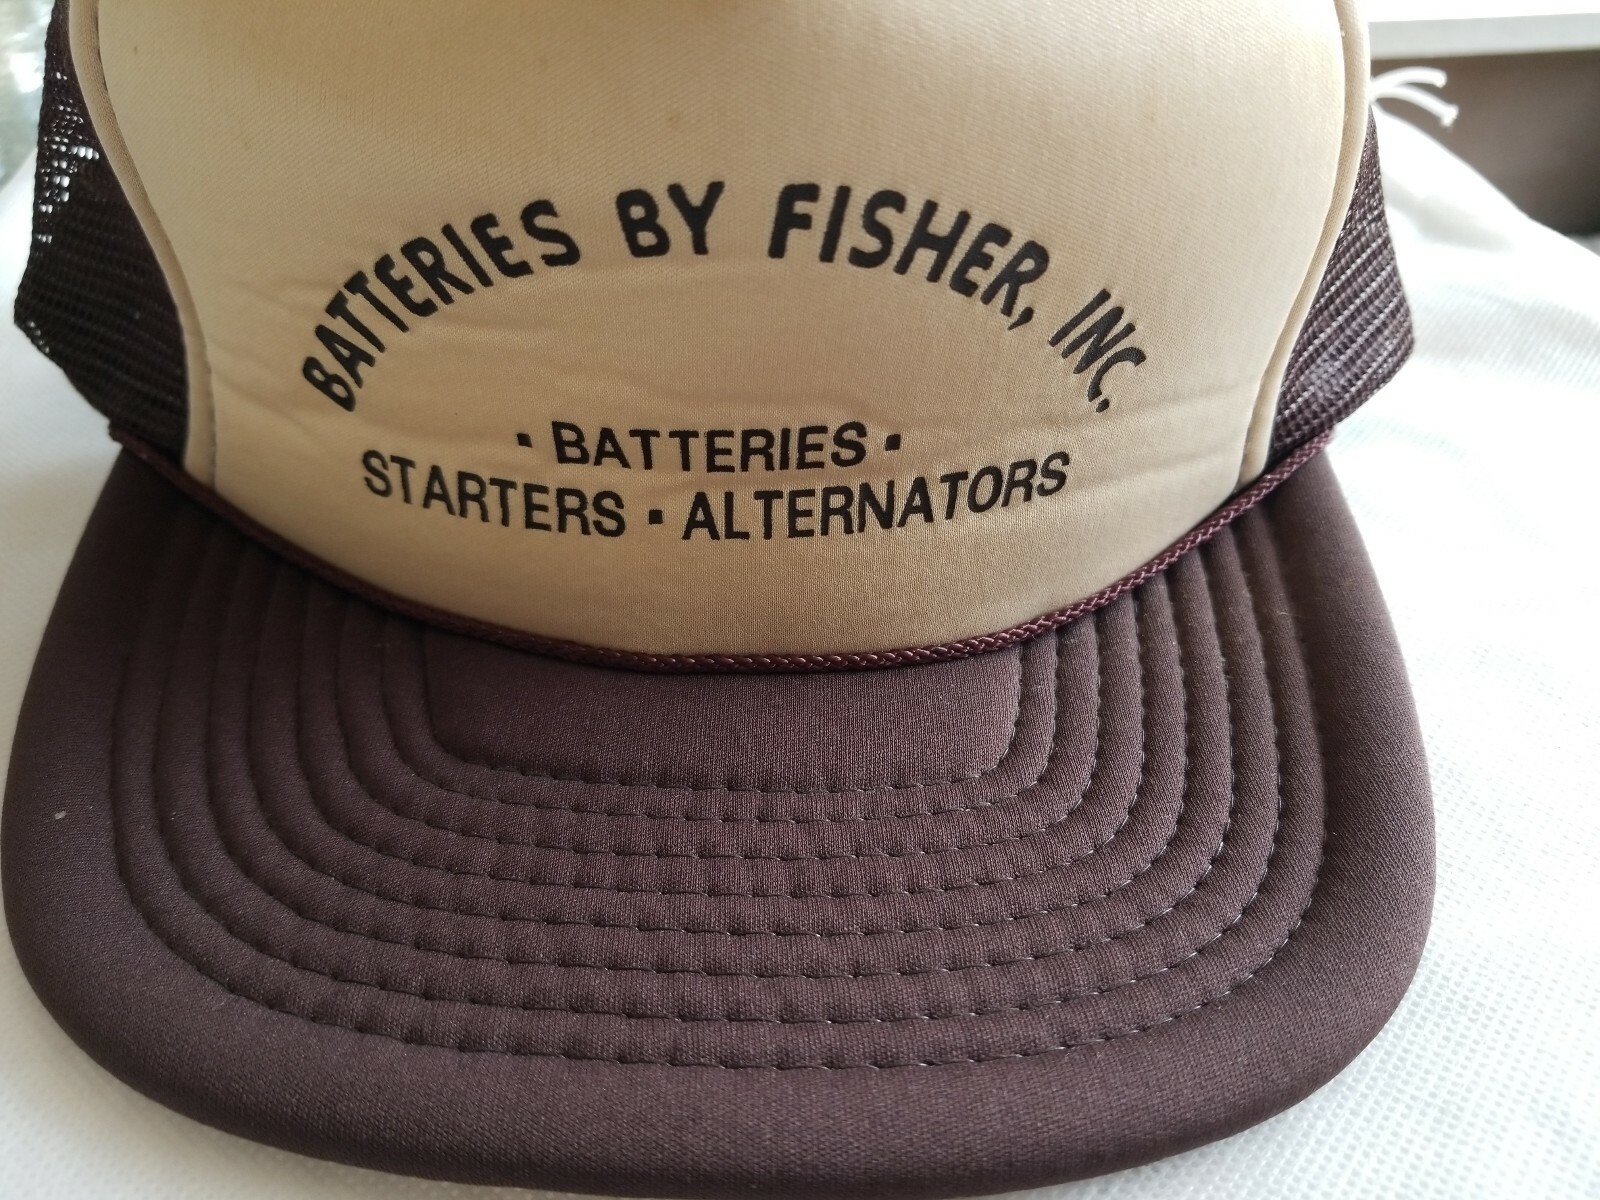 BATTERIES BY FISHER, INC.
· BATTERIES ·
STARTERS · ALTERNATORS